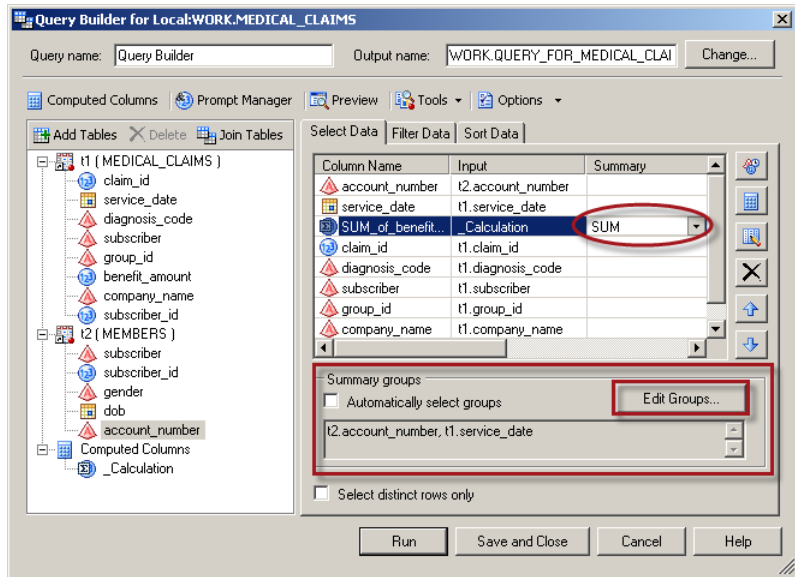 Query Builder for Local:WORK.MEDICAL_CLAIMS
Query name: Query Builder Output name: WORK.QUERY_FOR_MEDICAL_CLAI Change...
Computed Columns Prompt Manager Preview Tools Options
Add Tables Delete Join Tables
t1 ( MEDICAL_CLAIMS )
claim_id
service_date
diagnosis_code
subscriber
group_id
benefit_amount
company_name
subscriber_id
t2 ( MEMBERS )
subscriber
subscriber_id
gender
dob
account_number
Computed Columns
_Calculation
Select Data Filter Data Sort Data
Column Name Input Summary
account_number t2.account_number
service_date t1.service_date
SUM_of_benefit... _Calculation SUM
claim_id t1.claim_id
diagnosis_code t1.diagnosis_code
subscriber t1.subscriber
group_id t1.group_id
company_name t1.company_name
Summary groups
Automatically select groups Edit Groups...
t2.account_number, t1.service_date
Select distinct rows only
Run Save and Close Cancel Help